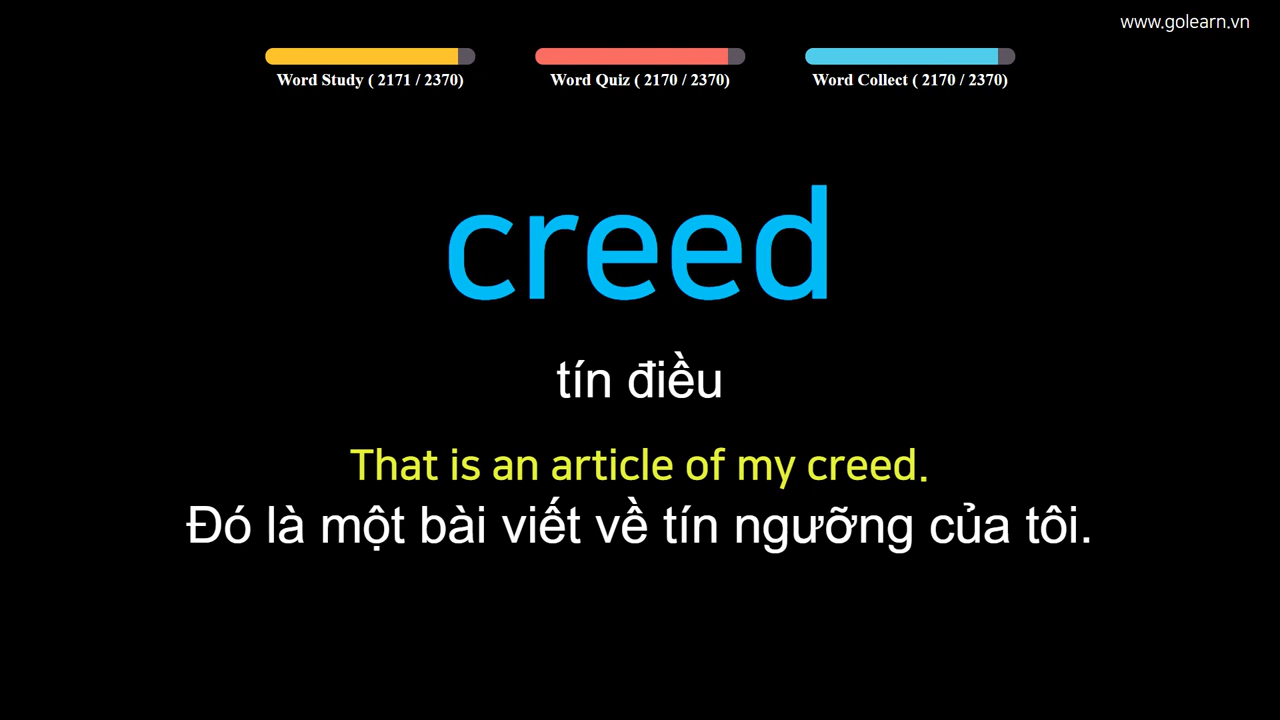 www.golearn.vn
Word Study ( 2171 / 2370) Word Quiz ( 2170 / 2370) Word Collect ( 2170 / 2370)
creed
tín điều
That is an article of my creed.
Đó là một bài viết về tín ngưỡng của tôi.